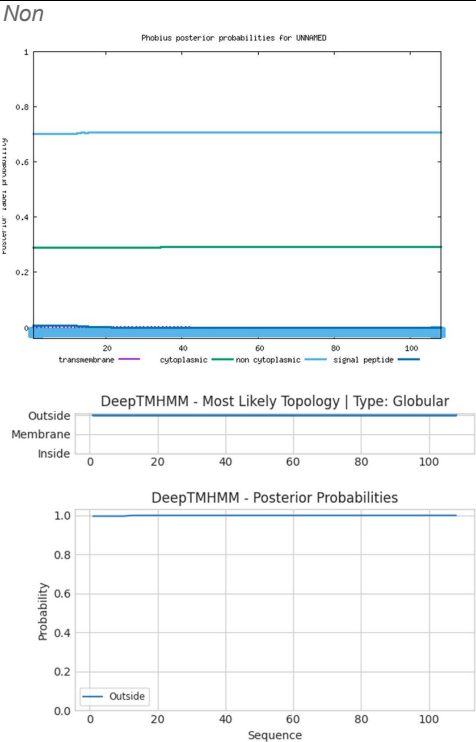 Non
Phobius posterior probabilities for UNNAMED
1
0.8
0.6
0.4
0.2
0
Posterior label probability
20 40 60 80 100
transmembrane cytoplasmic non cytoplasmic signal peptide
DeepTMHMM - Most Likely Topology | Type: Globular
Outside
Membrane
Inside
0 20 40 60 80 100
DeepTMHMM - Posterior Probabilities
1.0
0.8
0.6
0.4
0.2
0.0
Probability
Outside
0 20 40 60 80 100
Sequence